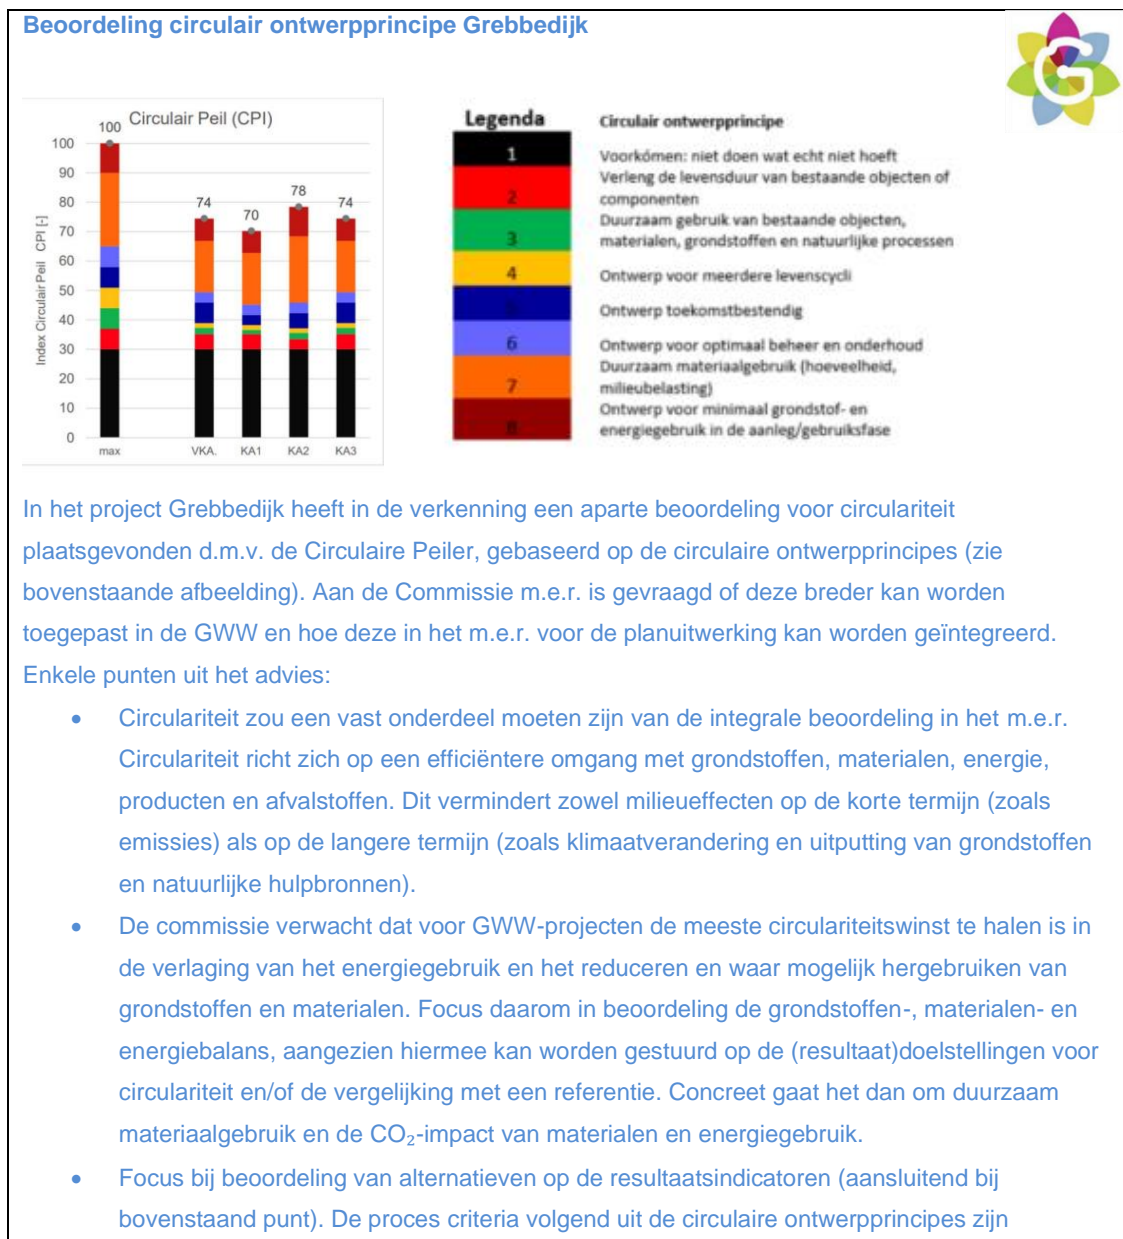 Beoordeling circulair ontwerpprincipe Grebbedijk
G
Circulair Peil (CPI)
Index Circulair Peil CPI [-]
100
90
80
70
60
50
40
30
20
10
0
100
74
70
78
74
max
VKA.
KA1
KA2
KA3
Legenda
Circulair ontwerpprincipe
1
Voorkómen: niet doen wat echt niet hoeft
2
Verleng de levensduur van bestaande objecten of
componenten
3
Duurzaam gebruik van bestaande objecten,
materialen, grondstoffen en natuurlijke processen
4
Ontwerp voor meerdere levenscycli
5
Ontwerp toekomstbestendig
6
Ontwerp voor optimaal beheer en onderhoud
7
Duurzaam materiaalgebruik (hoeveelheid,
milieubelasting)
8
Ontwerp voor minimaal grondstof- en
energiegebruik in de aanleg/gebruiksfase
In het project Grebbedijk heeft in de verkenning een aparte beoordeling voor circulariteit
plaatsgevonden d.m.v. de Circulaire Peiler, gebaseerd op de circulaire ontwerpprincipes (zie
bovenstaande afbeelding). Aan de Commissie m.e.r. is gevraagd of deze breder kan worden
toegepast in de GWW en hoe deze in het m.e.r. voor de planuitwerking kan worden geïntegreerd.
Enkele punten uit het advies:
• Circulariteit zou een vast onderdeel moeten zijn van de integrale beoordeling in het m.e.r.
Circulariteit richt zich op een efficiëntere omgang met grondstoffen, materialen, energie,
producten en afvalstoffen. Dit vermindert zowel milieueffecten op de korte termijn (zoals
emissies) als op de langere termijn (zoals klimaatverandering en uitputting van grondstoffen
en natuurlijke hulpbronnen).
• De commissie verwacht dat voor GWW-projecten de meeste circulariteitswinst te halen is in
de verlaging van het energiegebruik en het reduceren en waar mogelijk hergebruiken van
grondstoffen en materialen. Focus daarom in beoordeling de grondstoffen-, materialen- en
energiebalans, aangezien hiermee kan worden gestuurd op de (resultaat)doelstellingen voor
circulariteit en/of de vergelijking met een referentie. Concreet gaat het dan om duurzaam
materiaalgebruik en de CO₂-impact van materialen en energiegebruik.
• Focus bij beoordeling van alternatieven op de resultaatsindicatoren (aansluitend bij
bovenstaand punt). De proces criteria volgend uit de circulaire ontwerpprincipes zijn